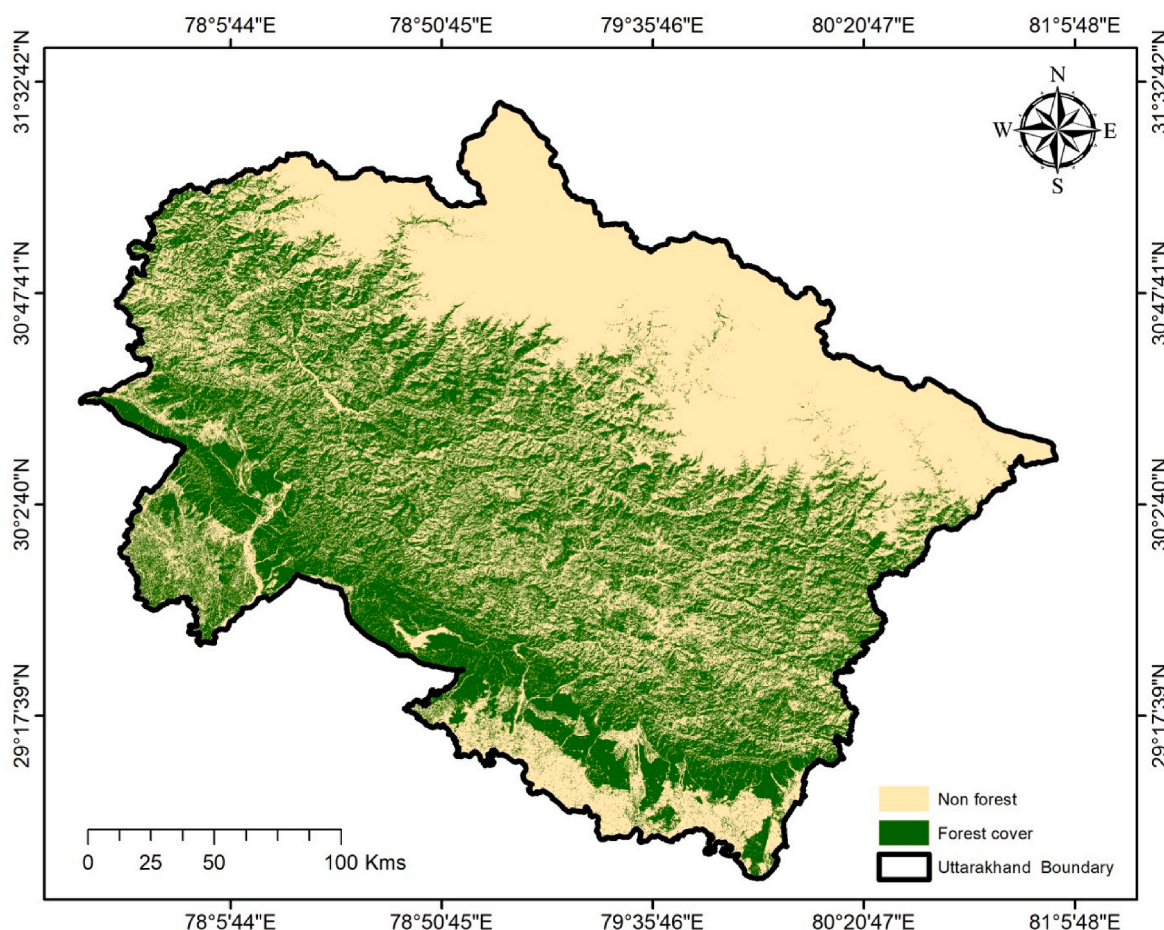 78°5'44"E 78°50'45"E 79°35'46"E 80°20'47"E 81°5'48"E
31°32'42"N
31°32'42"N
N
W E
S
30°47'41"N
30°47'41"N
30°2'40"N
30°2'40"N
29°17'39"N
29°17'39"N
Non forest
Forest cover
Uttarakhand Boundary
0 25 50 100 Kms
78°5'44"E 78°50'45"E 79°35'46"E 80°20'47"E 81°5'48"E